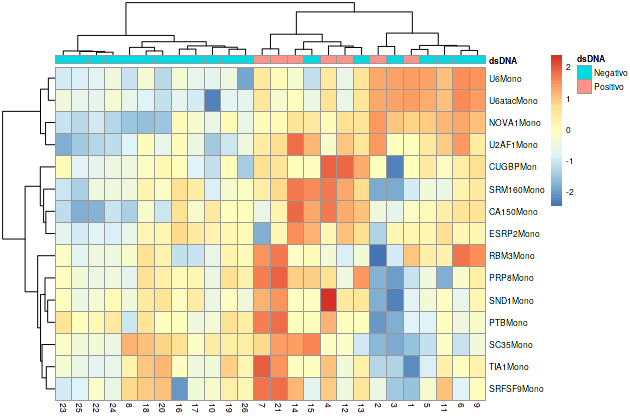 dsDNA
U6Mono
U6atacMono
NOVA1Mono
U2AF1Mono
CUGBPMon
SRM160Mono
CA150Mono
ESRP2Mono
RBM3Mono
PRP8Mono
SND1Mono
PTBMono
SC35Mono
TIA1Mono
SRFSF9Mono
23 25 22 24 8 18 20 16 17 10 19 26 7 21 14 15 4 12 13 2 3 1 5 11 6 9
2
1
0
-1
-2
dsDNA
Negativo
Positivo